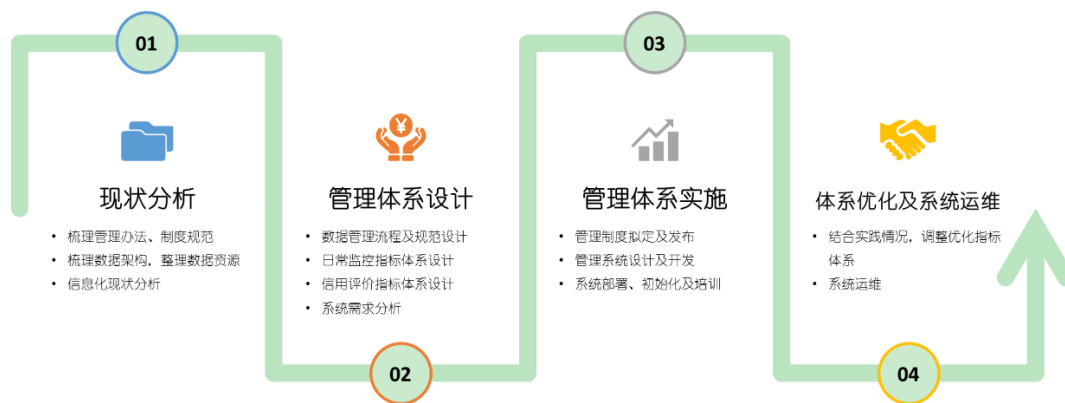 01
现状分析
• 梳理管理办法、制度规范
• 梳理数据架构，整理数据资源
• 信息化现状分析
02
管理体系设计
• 数据管理流程及规范设计
• 日常监控指标体系设计
• 信用评价指标体系设计
• 系统需求分析
03
管理体系实施
• 管理制度拟定及发布
• 管理系统设计及开发
• 系统部署、初始化及培训
04
体系优化及系统运维
• 结合实践情况，调整优化指标
体系
• 系统运维
¥